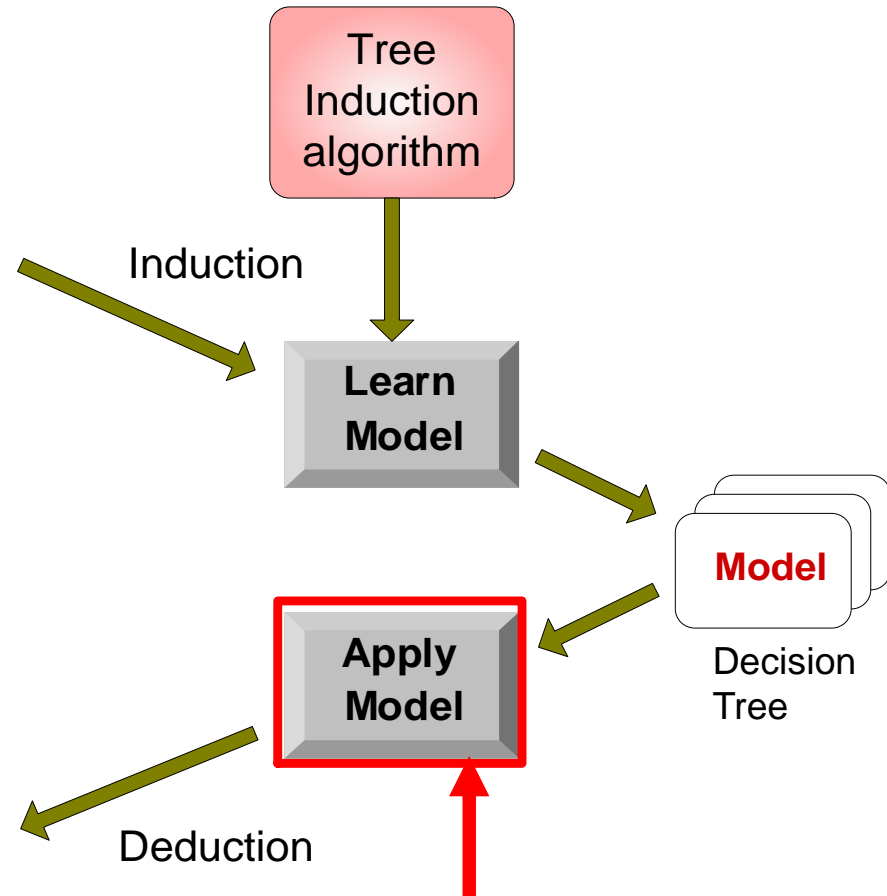 Tree
Induction
algorithm
Induction
Learn
Model
Model
Decision
Tree
Apply
Model
Deduction